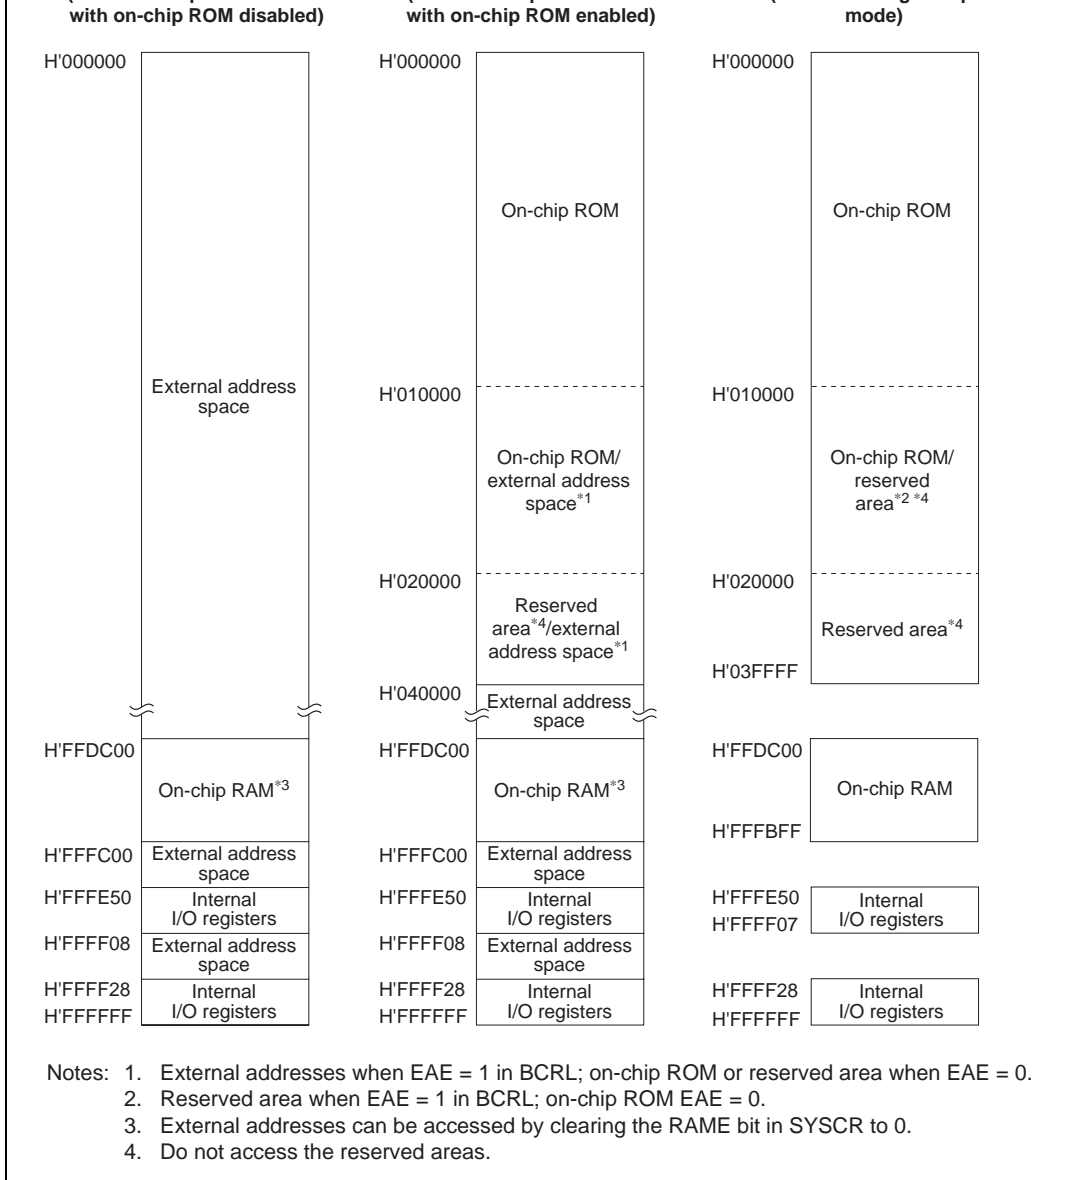 with on-chip ROM disabled)
with on-chip ROM enabled)
mode)
H'000000
External address
space
H'FFDC00
On-chip RAM*3
H'FFFC00
External address
space
H'FFFE50
Internal
I/O registers
H'FFFF08
External address
space
H'FFFF28
Internal
I/O registers
H'FFFFFF
H'000000
On-chip ROM
H'010000
On-chip ROM/
external address
space*1
H'020000
Reserved
area*4/external
address space*1
H'040000
External address
space
H'FFDC00
On-chip RAM*3
H'FFFC00
External address
space
H'FFFE50
Internal
I/O registers
H'FFFF08
External address
space
H'FFFF28
Internal
I/O registers
H'FFFFFF
H'000000
On-chip ROM
H'010000
On-chip ROM/
reserved
area*2 *4
H'020000
Reserved area*4
H'03FFFF
H'FFDC00
On-chip RAM
H'FFFBFF
H'FFFE50
Internal
I/O registers
H'FFFF07
H'FFFF28
Internal
I/O registers
H'FFFFFF
Notes: 1. External addresses when EAE = 1 in BCRL; on-chip ROM or reserved area when EAE = 0.
2. Reserved area when EAE = 1 in BCRL; on-chip ROM EAE = 0.
3. External addresses can be accessed by clearing the RAME bit in SYSCR to 0.
4. Do not access the reserved areas.